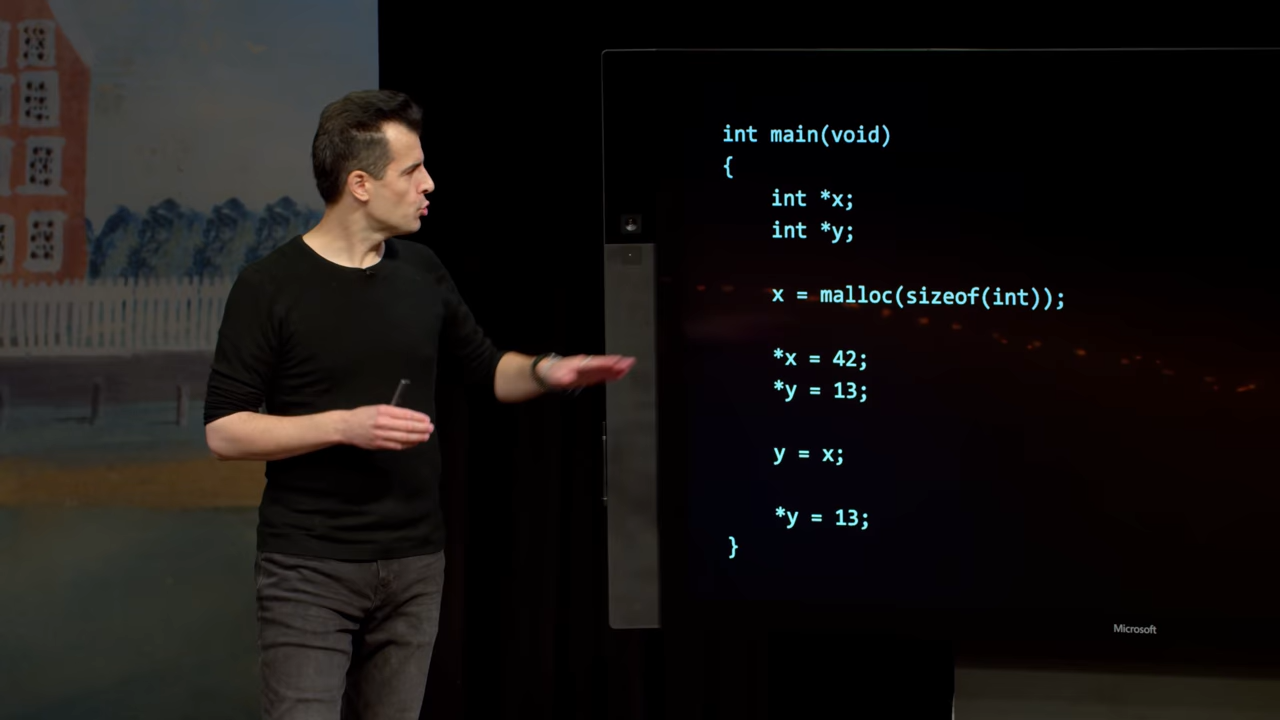 int main(void)
{
    int *x;
    int *y;
    x = malloc(sizeof(int));
    *x = 42;
    *y = 13;
    y = x;
    *y = 13;
}
Microsoft